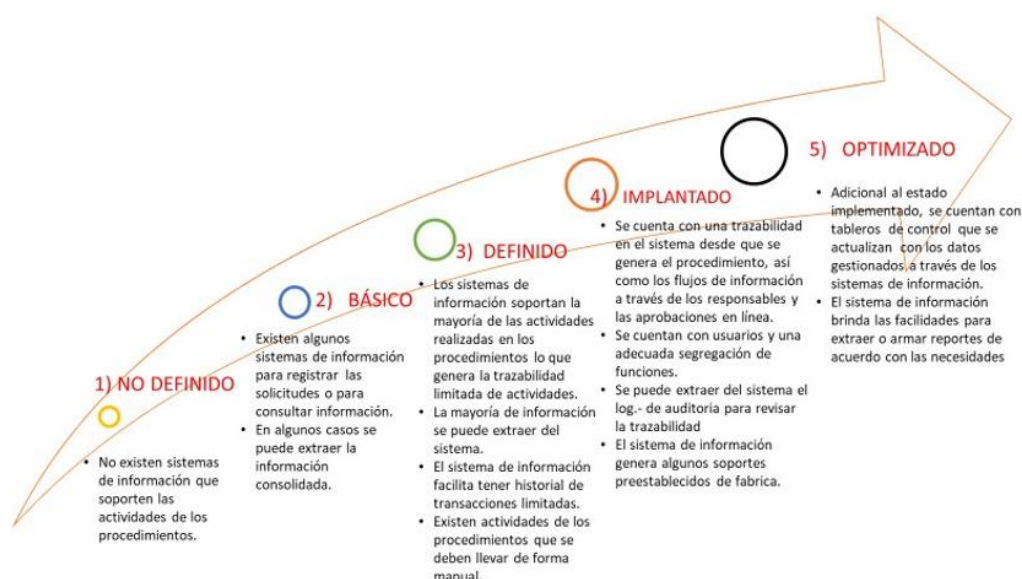 1) NO DEFINIDO
• No existen sistemas
de información que
soporten las
actividades de los
procedimientos.
2) BÁSICO
• Existen algunos
sistemas de información
para registrar las
solicitudes o para
consultar información.
• En algunos casos se
puede extraer la
información
consolidada.
3) DEFINIDO
• Los sistemas de
información soportan la
mayoría de las actividades
realizadas en los
procedimientos lo que
genera la trazabilidad
limitada de actividades.
• La mayoría de información
se puede extraer del
sistema.
• El sistema de información
facilita tener historial de
transacciones limitadas.
• Existen actividades de los
procedimientos que se
deben llevar de forma
manual.
4) IMPLANTADO
• Se cuenta con una trazabilidad
en el sistema desde que se
genera el procedimiento, así
como los flujos de información
a través de los responsables y
las aprobaciones en línea.
• Se cuentan con usuarios y una
adecuada segregación de
funciones.
• Se puede extraer del sistema el
log.- de auditoria para revisar
la trazabilidad
• El sistema de información
genera algunos soportes
preestablecidos de fabrica.
5) OPTIMIZADO
• Adicional al estado
implementado, se cuentan con
tableros de control que se
actualizan con los datos
gestionados a través de los
sistemas de información.
• El sistema de información
brinda las facilidades para
extraer o armar reportes de
acuerdo con las necesidades